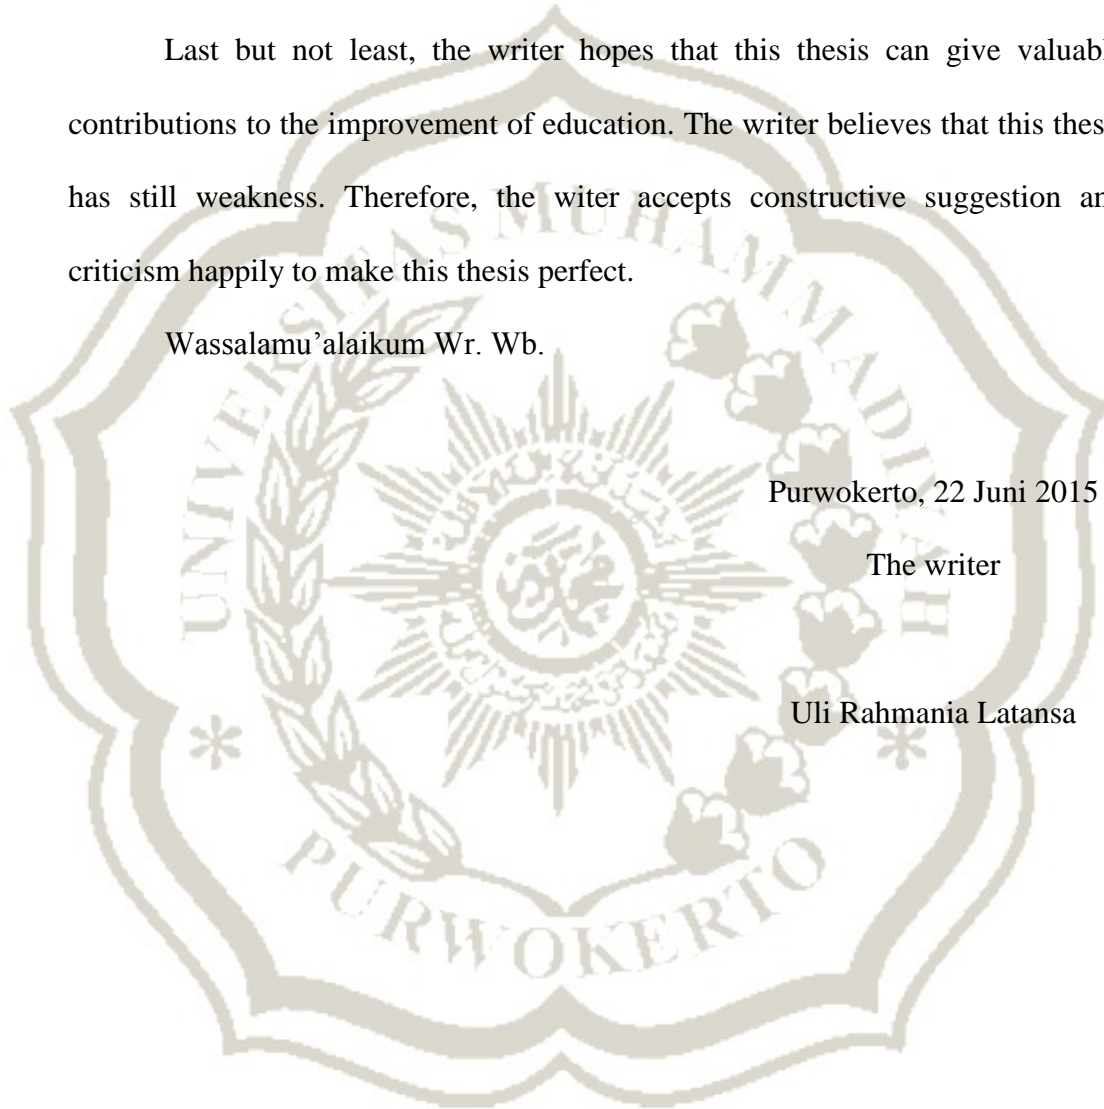 Last but not least, the writer hopes that this thesis can give valuabl
contributions to the improvement of education. The writer believes that this thes
has still weakness. Therefore, the witer accepts constructive suggestion an
criticism happily to make this thesis perfect.
Wassalamu’alaikum Wr. Wb.
UNIVERSITAS MUHAMMADIYAH
Purwokerto, 22 Juni 2015
The writer
Uli Rahmania Latansa
* *
PURWOKERTO